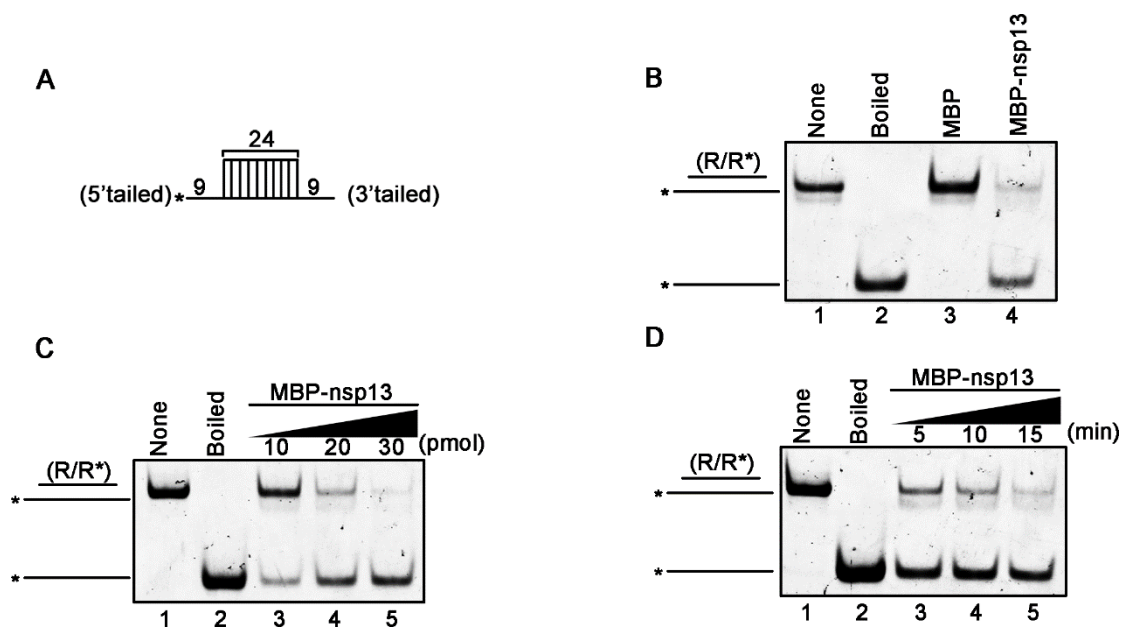 A
24
(5'tailed) * 9 9 (3'tailed)
B
None Boiled MBP MBP-nsp13
(R/R*)
*
*
1 2 3 4
C
MBP-nsp13
None Boiled 10 20 30 (pmol)
(R/R*)
*
*
1 2 3 4 5
D
MBP-nsp13
None Boiled 5 10 15 (min)
(R/R*)
*
*
1 2 3 4 5